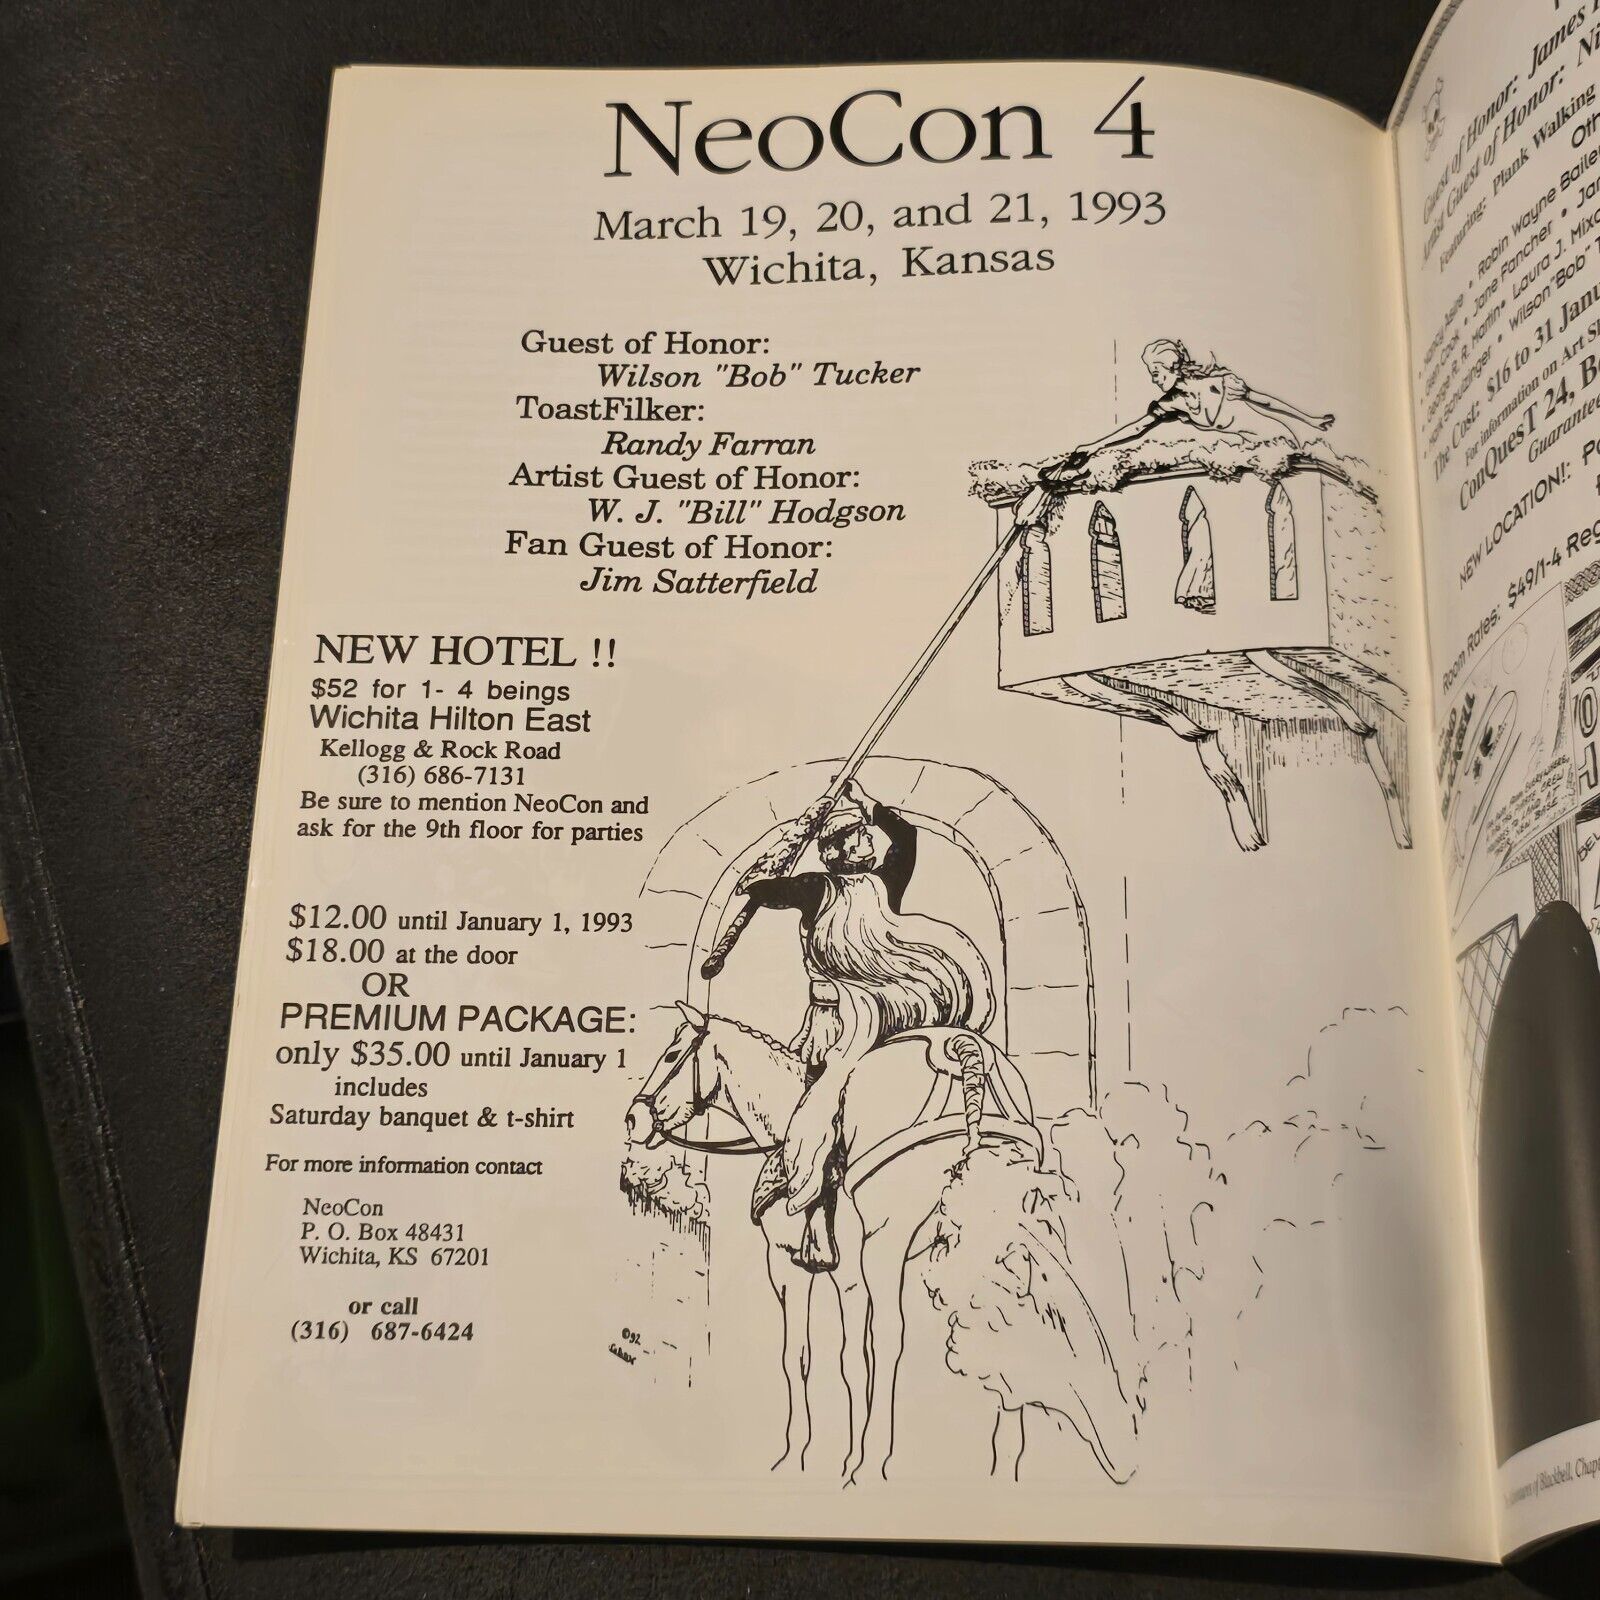 NeoCon 4
March 19, 20, and 21, 1993
Wichita, Kansas
Guest of Honor:
Wilson "Bob" Tucker
ToastFilker:
Randy Farran
Artist Guest of Honor:
W. J. "Bill" Hodgson
Fan Guest of Honor:
Jim Satterfield
NEW HOTEL !!
$52 for 1- 4 beings
Wichita Hilton East
Kellogg & Rock Road
(316) 686-7131
Be sure to mention NeoCon and
ask for the 9th floor for parties
$12.00 until January 1, 1993
$18.00 at the door
OR
PREMIUM PACKAGE:
only $35.00 until January 1
includes
Saturday banquet & t-shirt
For more information contact
NeoCon
P. O. Box 48431
Wichita, KS 67201
or call
(316) 687-6424
©92
Guest of Honor: James
Artist Guest of Honor:
Featuring: Plank Walking
Robin Wayne Bailey
Cook • Jane Fancher •
George R. R. Martin • Laura J.
• Wilson "Bob"
The Cost: $16 to 31
For information on Art
ConQuesT 24,
NEW LOCATION!:
Room Rates: $49/1-4
of Blackbell,